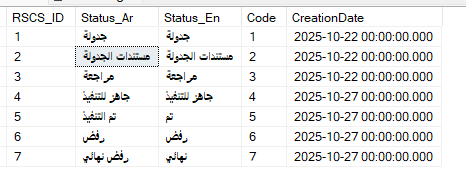 RSCS_ID Status_Ar Status_En Code CreationDate
1 جدولة جدولة 1 2025-10-22 00:00:00.000
2 مستندات الجدولة مستندات الجدولة 2 2025-10-22 00:00:00.000
3 مراجعة مراجعة 3 2025-10-22 00:00:00.000
4 جاهز للتنفيذ جاهز للتنفيذ 4 2025-10-27 00:00:00.000
5 تم التنفيذ تم 5 2025-10-27 00:00:00.000
6 رفض رفض 6 2025-10-27 00:00:00.000
7 رفض نهائي نهائي 7 2025-10-27 00:00:00.000